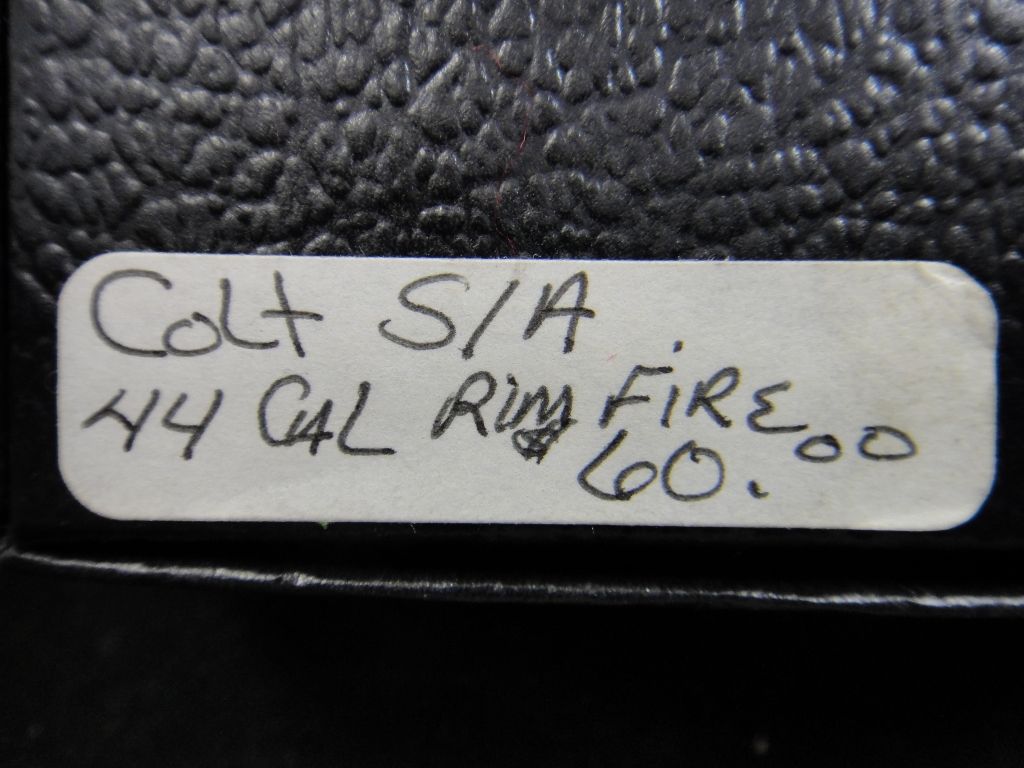 Colt S/A
44 CAL RIM FIRE
$60.00